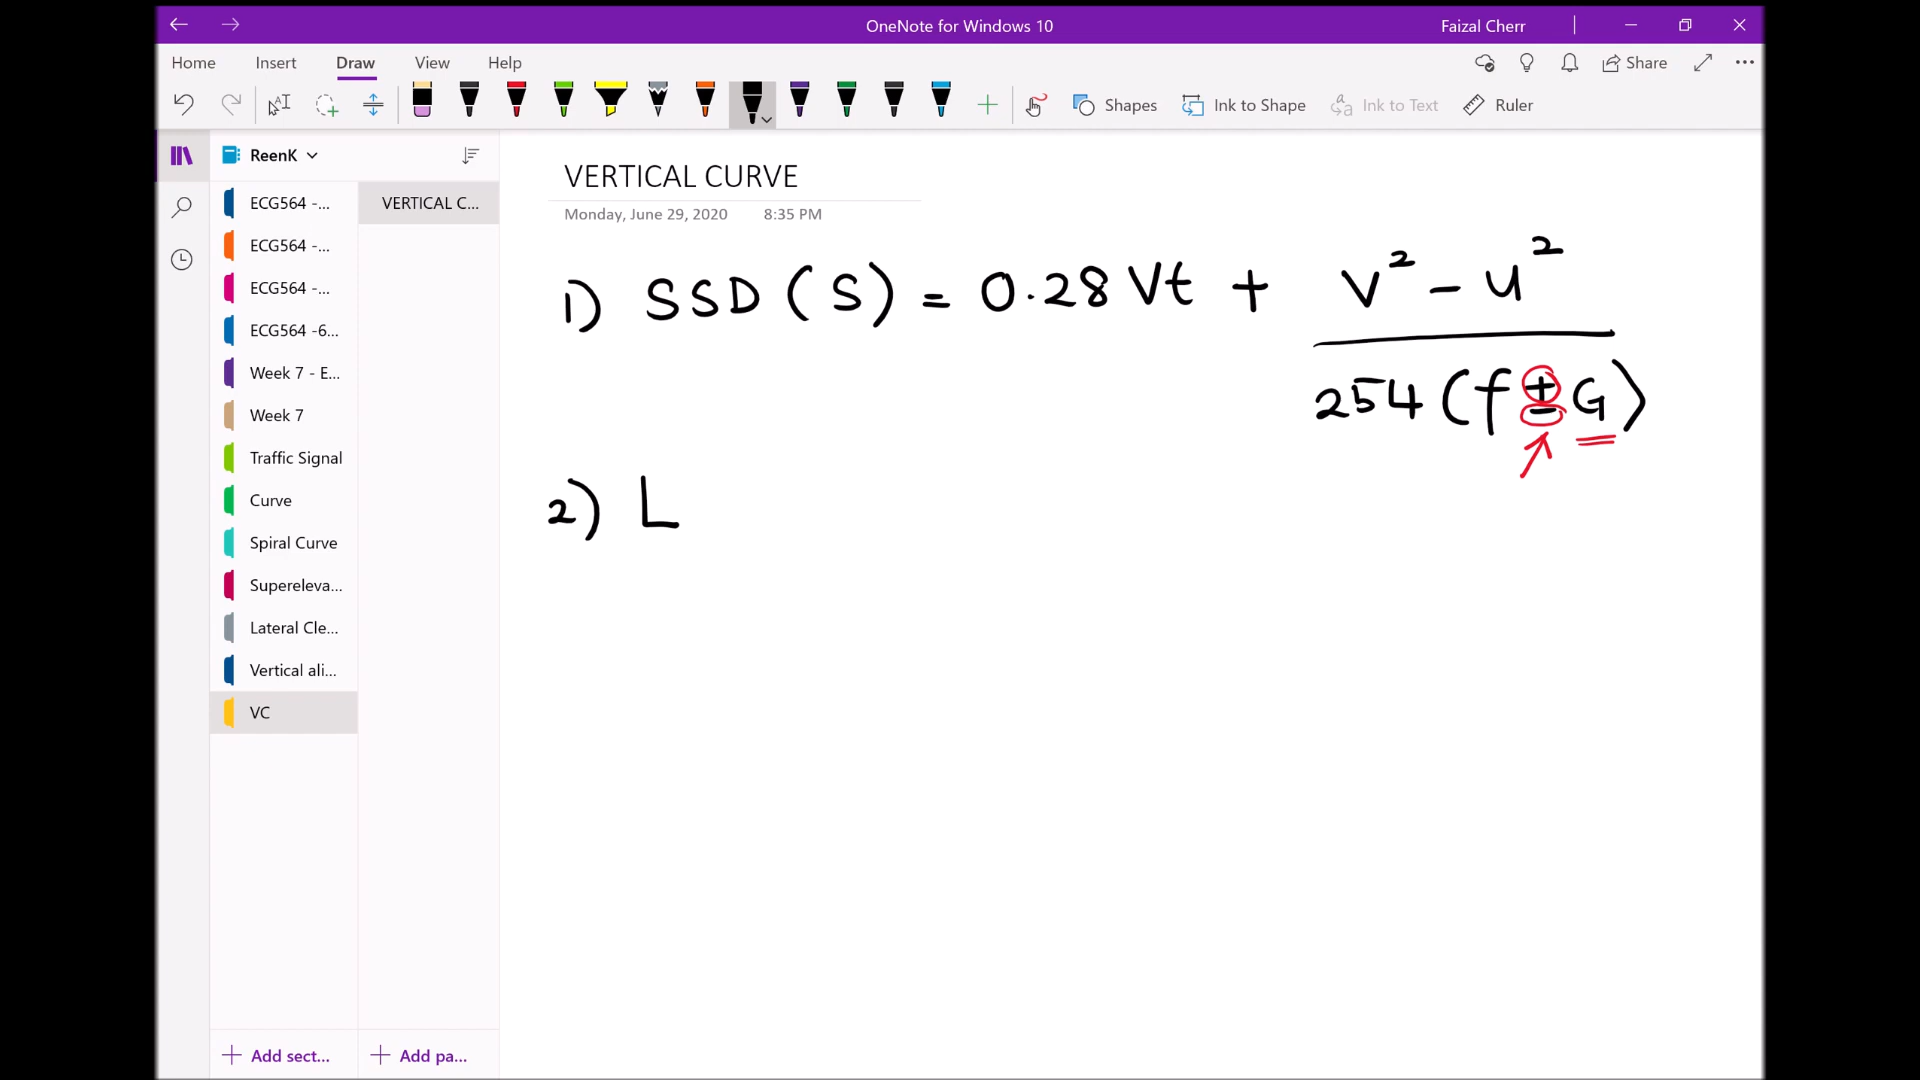 OneNote for Windows 10
Faizal Cherr
Home Insert Draw View Help
Share
Shapes
Ink to Shape
Ink to Text
Ruler
ReenK
ECG564 -...
ECG564 -...
ECG564 -...
ECG564 -6...
Week 7 - E...
Week 7
Traffic Signal
Curve
Spiral Curve
Supereleva...
Lateral Cle...
Vertical ali...
VC
Add sect...
VERTICAL C...
Add pa...
VERTICAL CURVE
Monday, June 29, 2020 8:35 PM
1) SSD (S) = 0.28 Vt + V² - u²
254 (f ± G)
2) L